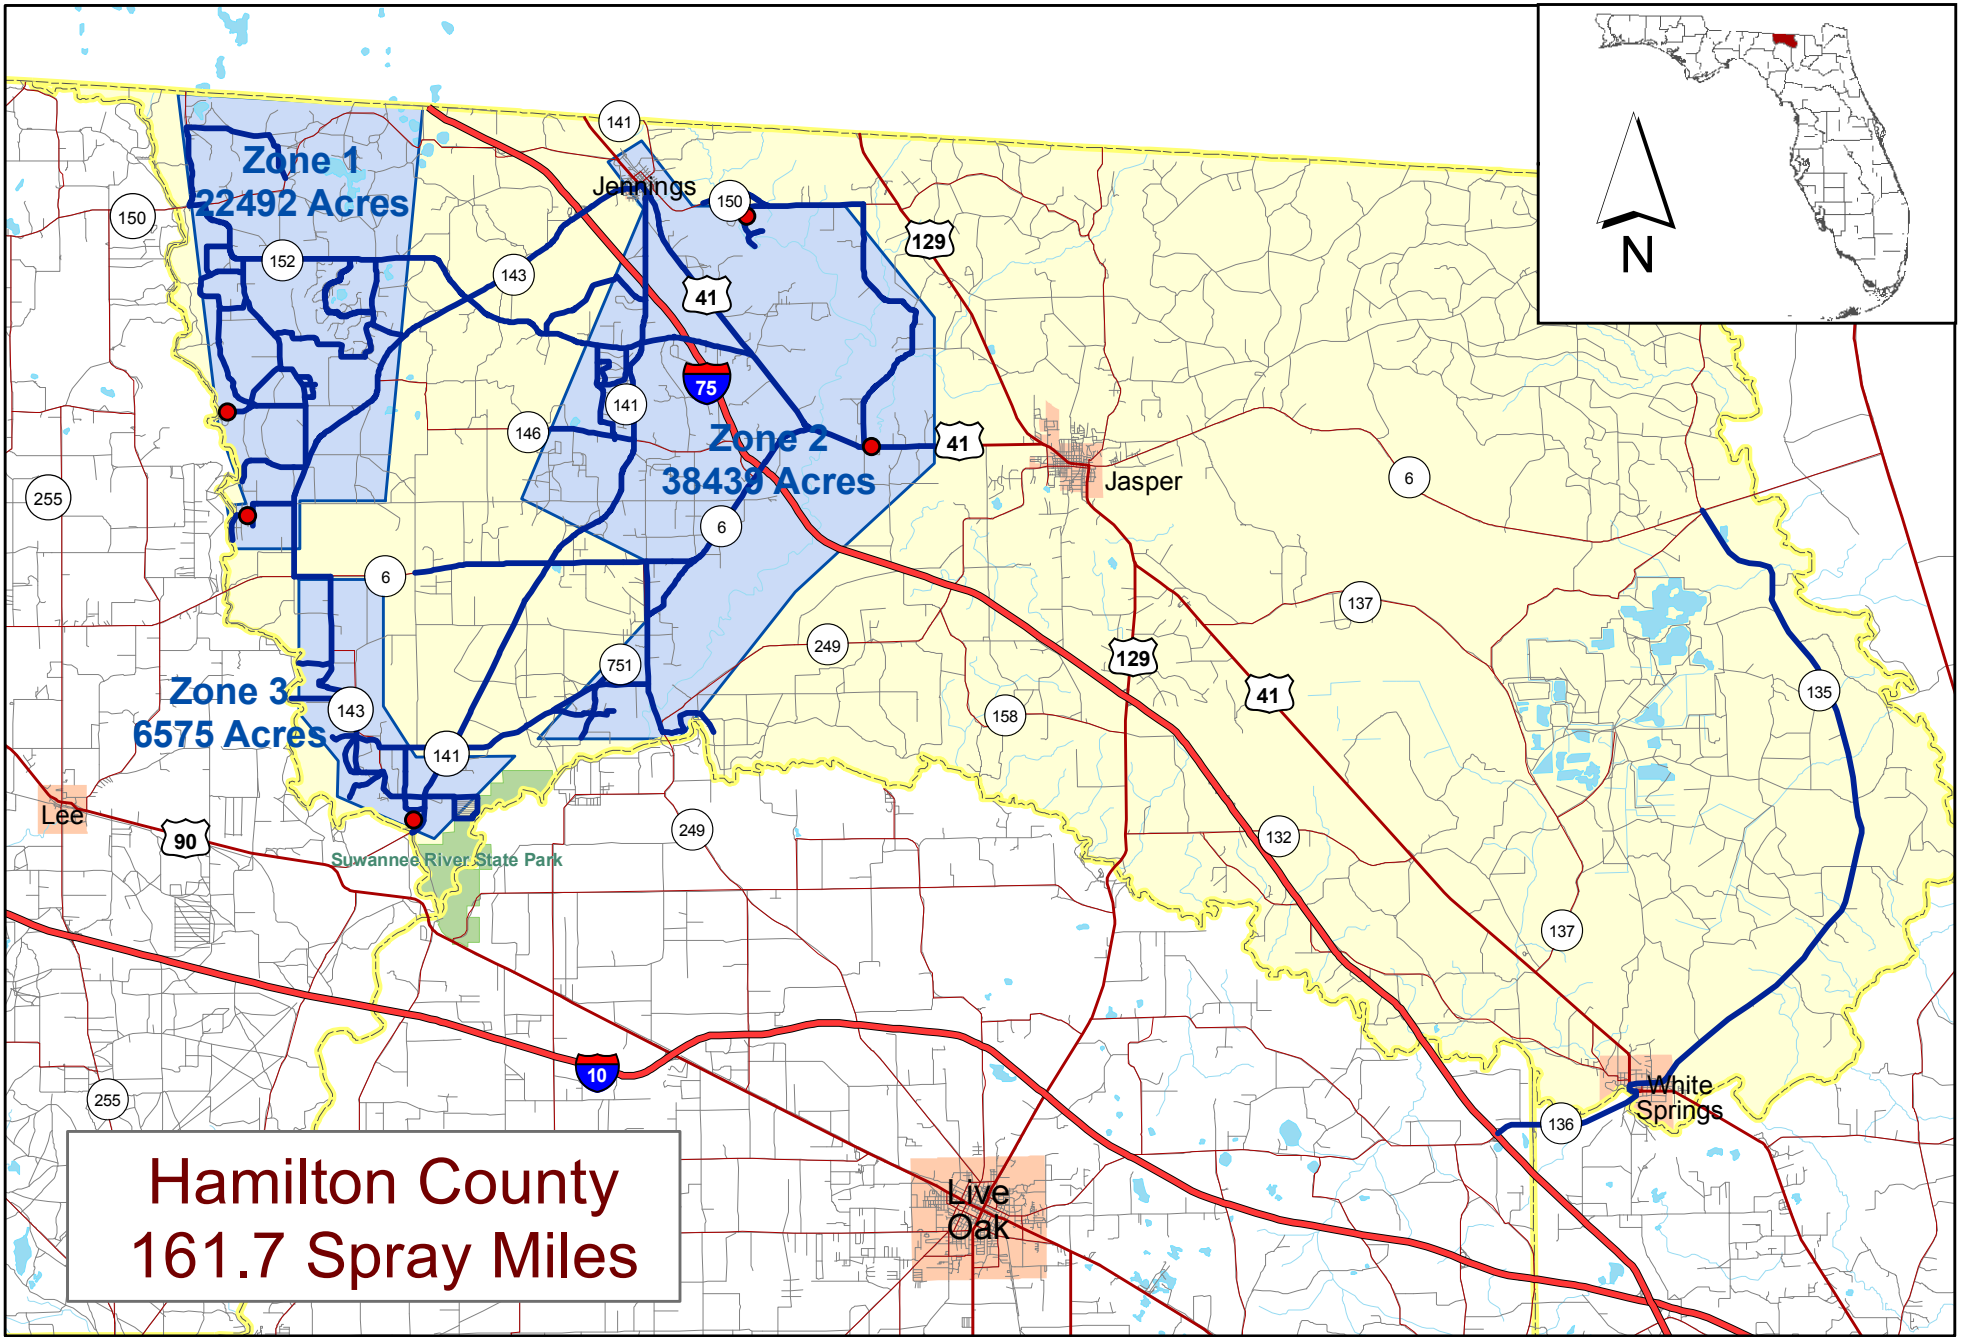 141
Zone 1
22492 Acres
Jennings
150
150
129
N
152
143
41
75
141
146
Zone 2
38439 Acres
41
Jasper
6
255
6
6
137
249
751
129
Zone 3
6575 Acres
143
158
41
135
141
Lee
90
249
132
Suwannee River State Park
137
10
255
White
Springs
136
Hamilton County
161.7 Spray Miles
Live
Oak